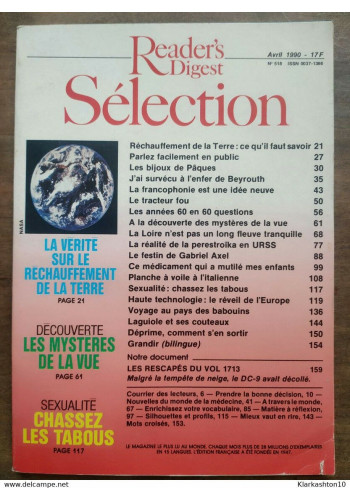 Reader's
Digest
Avril 1990 - 17 F
N° 518 ISSN 0037-1386
Sélection
Réchauffement de la Terre : ce qu'il faut savoir 21
Parlez facilement en public 27
Les bijoux de Pâques 30
J'ai survécu à l'enfer de Beyrouth 35
La francophonie est une idée neuve 43
Le tracteur fou 50
Les années 60 en 60 questions 56
A la découverte des mystères de la vue 61
La Loire n'est pas un long fleuve tranquille 68
La réalité de la perestroïka en URSS 77
Le festin de Gabriel Axel 88
Ce médicament qui a mutilé mes enfants 99
Planche à voile à l'italienne 108
Sexualité : chassez les tabous 117
Haute technologie : le réveil de l'Europe 119
Voyage au pays des babouins 136
Laguiole et ses couteaux 144
Déprime, comment s'en sortir 150
Grandir (bilingue) 154
Notre document
LES RESCAPÉS DU VOL 1713 159
Malgré la tempête de neige, le DC-9 avait décollé.
Courrier des lecteurs, 6 — Prendre la bonne décision, 10 —
Nouvelles du monde de la médecine, 41 — A travers le monde,
67 — Enrichissez votre vocabulaire, 85 — Matière à réflexion,
97 — Silhouettes et profils, 115 — Mieux vaut en rire, 143 —
Mots croisés, 153.
LE MAGAZINE LE PLUS LU AU MONDE. CHAQUE MOIS PLUS DE 28 MILLIONS D'EXEMPLAIRES
EN 15 LANGUES. L'ÉDITION FRANÇAISE A ÉTÉ FONDÉE EN 1947.
NASA
LA VERITE
SUR LE
RECHAUFFEMENT
DE LA TERRE
PAGE 21
DÉCOUVERTE
LES MYSTERES
DE LA VUE
PAGE 61
SEXUALITÉ
CHASSEZ
LES TABOUS
PAGE 117
Copyright © Delcampe.net | Klarkashton@gmail.com